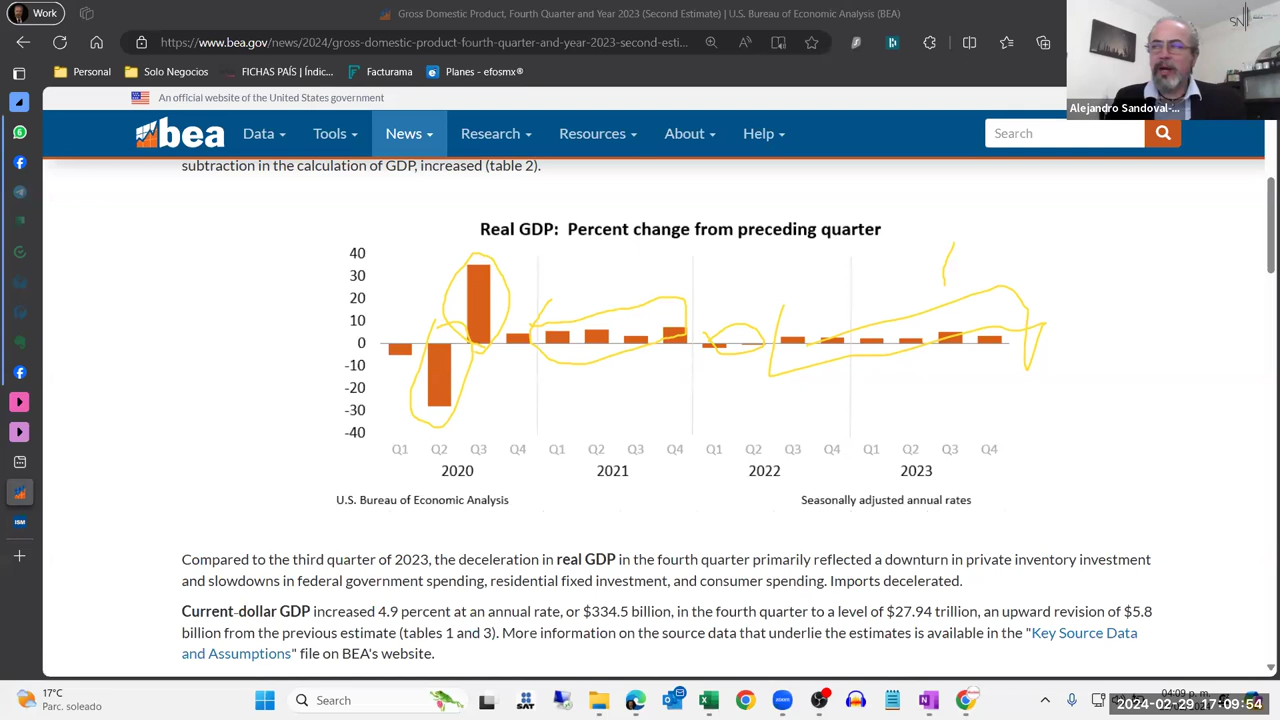 Work
Gross Domestic Product, Fourth Quarter and Year 2023 (Second Estimate) | U.S. Bureau of Economic Analysis (BEA)
https://www.bea.gov/news/2024/gross-domestic-product-fourth-quarter-and-year-2023-second-esti...
Personal
Solo Negocios
FICHAS PAÍS | Índic...
Facturama
Planes - efosmx®
Alejandro Sandoval-...
An official website of the United States government
bea
Data
Tools
News
Research
Resources
About
Help
Search
subtraction in the calculation of GDP, increased (table 2).
Real GDP: Percent change from preceding quarter
40
30
20
10
0
-10
-20
-30
-40
Q1 Q2 Q3 Q4 Q1 Q2 Q3 Q4 Q1 Q2 Q3 Q4 Q1 Q2 Q3 Q4
2020 2021 2022 2023
U.S. Bureau of Economic Analysis
Seasonally adjusted annual rates
Compared to the third quarter of 2023, the deceleration in real GDP in the fourth quarter primarily reflected a downturn in private inventory investment
and slowdowns in federal government spending, residential fixed investment, and consumer spending. Imports decelerated.
Current-dollar GDP increased 4.9 percent at an annual rate, or $334.5 billion, in the fourth quarter to a level of $27.94 trillion, an upward revision of $5.8
billion from the previous estimate (tables 1 and 3). More information on the source data that underlie the estimates is available in the "Key Source Data
and Assumptions" file on BEA's website.
ISM
17°C
Parc. soleado
Search
SAT
04:09 p. m.
2024-02-29 17:09:54